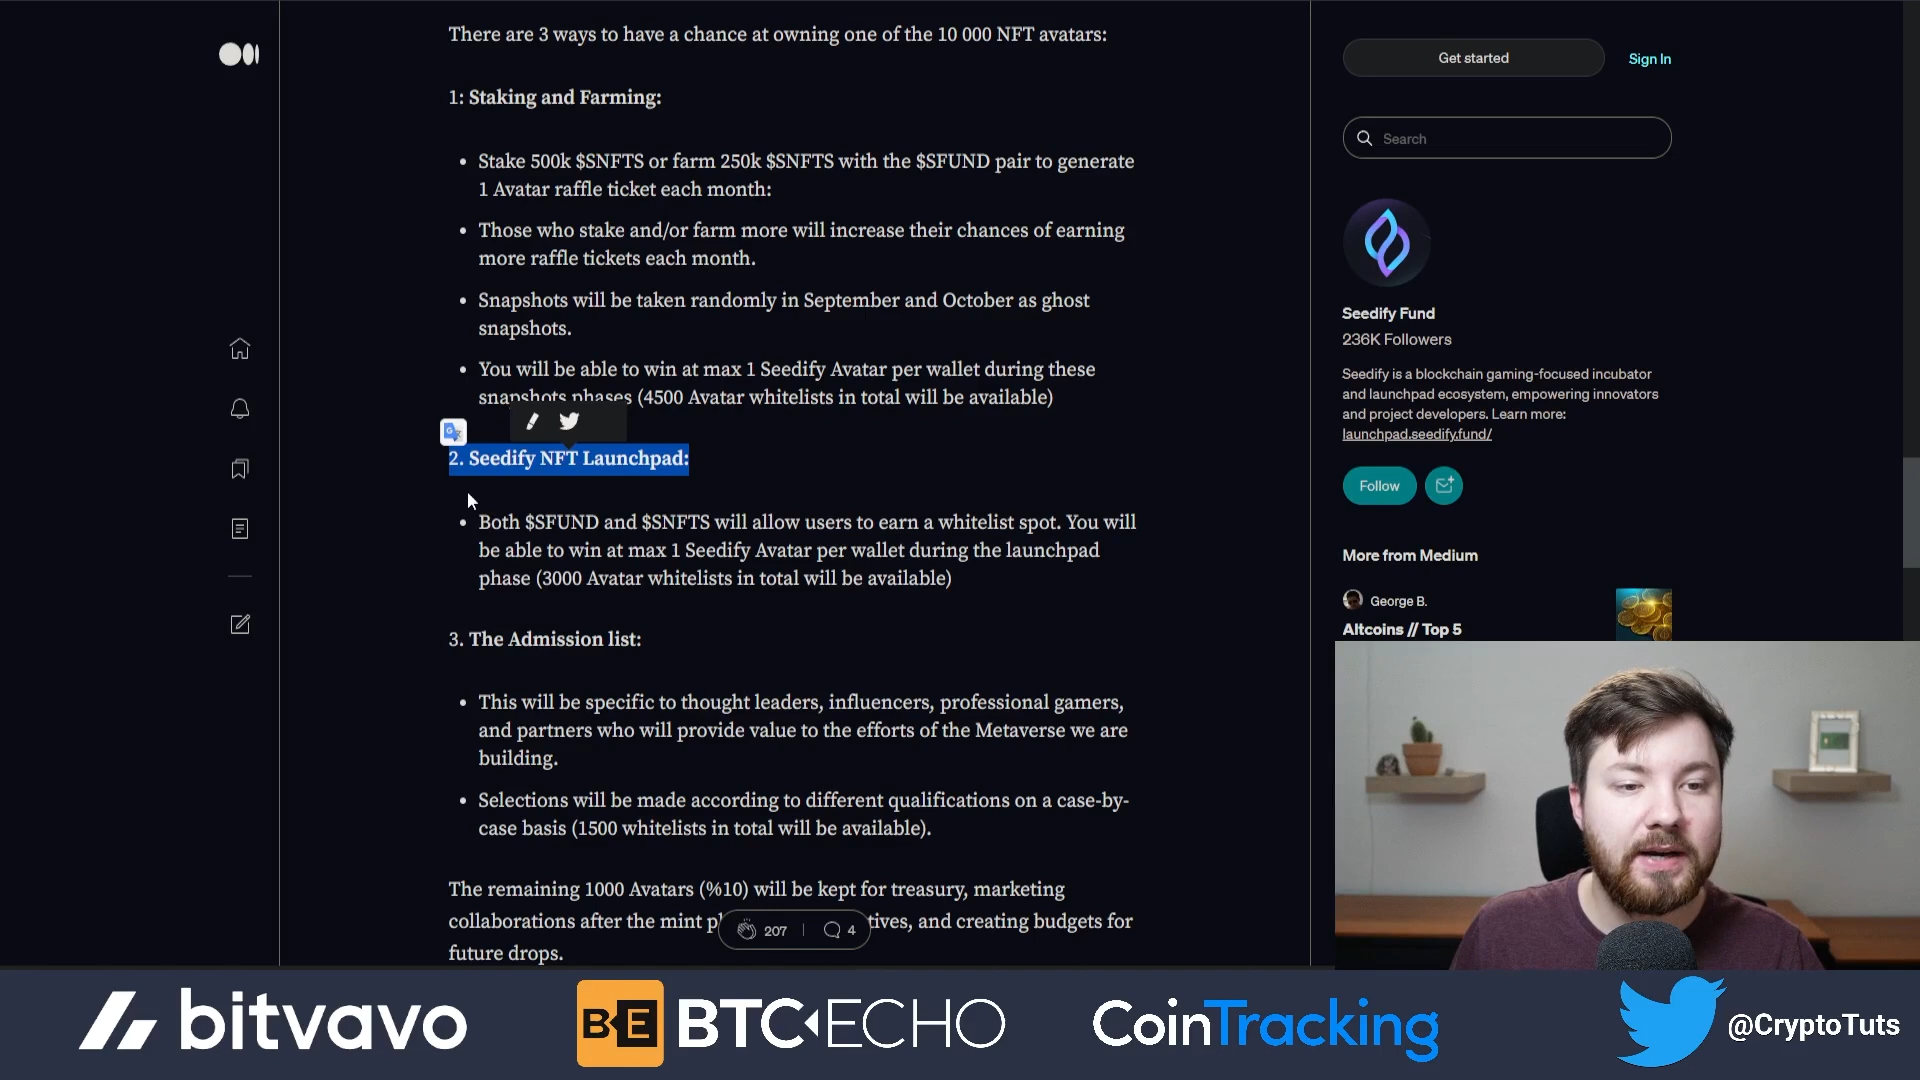 There are 3 ways to have a chance at owning one of the 10 000 NFT avatars:
1: Staking and Farming:
• Stake 500k $SNFTS or farm 250k $SNFTS with the $SFUND pair to generate
1 Avatar raffle ticket each month:
• Those who stake and/or farm more will increase their chances of earning
more raffle tickets each month.
• Snapshots will be taken randomly in September and October as ghost
snapshots.
• You will be able to win at max 1 Seedify Avatar per wallet during these
snapshots phases (4500 Avatar whitelists in total will be available)
2. Seedify NFT Launchpad:
• Both $SFUND and $SNFTS will allow users to earn a whitelist spot. You will
be able to win at max 1 Seedify Avatar per wallet during the launchpad
phase (3000 Avatar whitelists in total will be available)
3. The Admission list:
• This will be specific to thought leaders, influencers, professional gamers,
and partners who will provide value to the efforts of the Metaverse we are
building.
• Selections will be made according to different qualifications on a case-by-
case basis (1500 whitelists in total will be available).
The remaining 1000 Avatars (%10) will be kept for treasury, marketing
collaborations after the mint tives, and creating budgets for
future drops.
207
4
Get started
Sign In
Search
Seedify Fund
236K Followers
Seedify is a blockchain gaming-focused incubator
and launchpad ecosystem, empowering innovators
and project developers. Learn more:
launchpad.seedify.fund/
Follow
More from Medium
George B.
Altcoins // Top 5
bitvavo
BE BTC ECHO
CoinTracking
@CryptoTuts